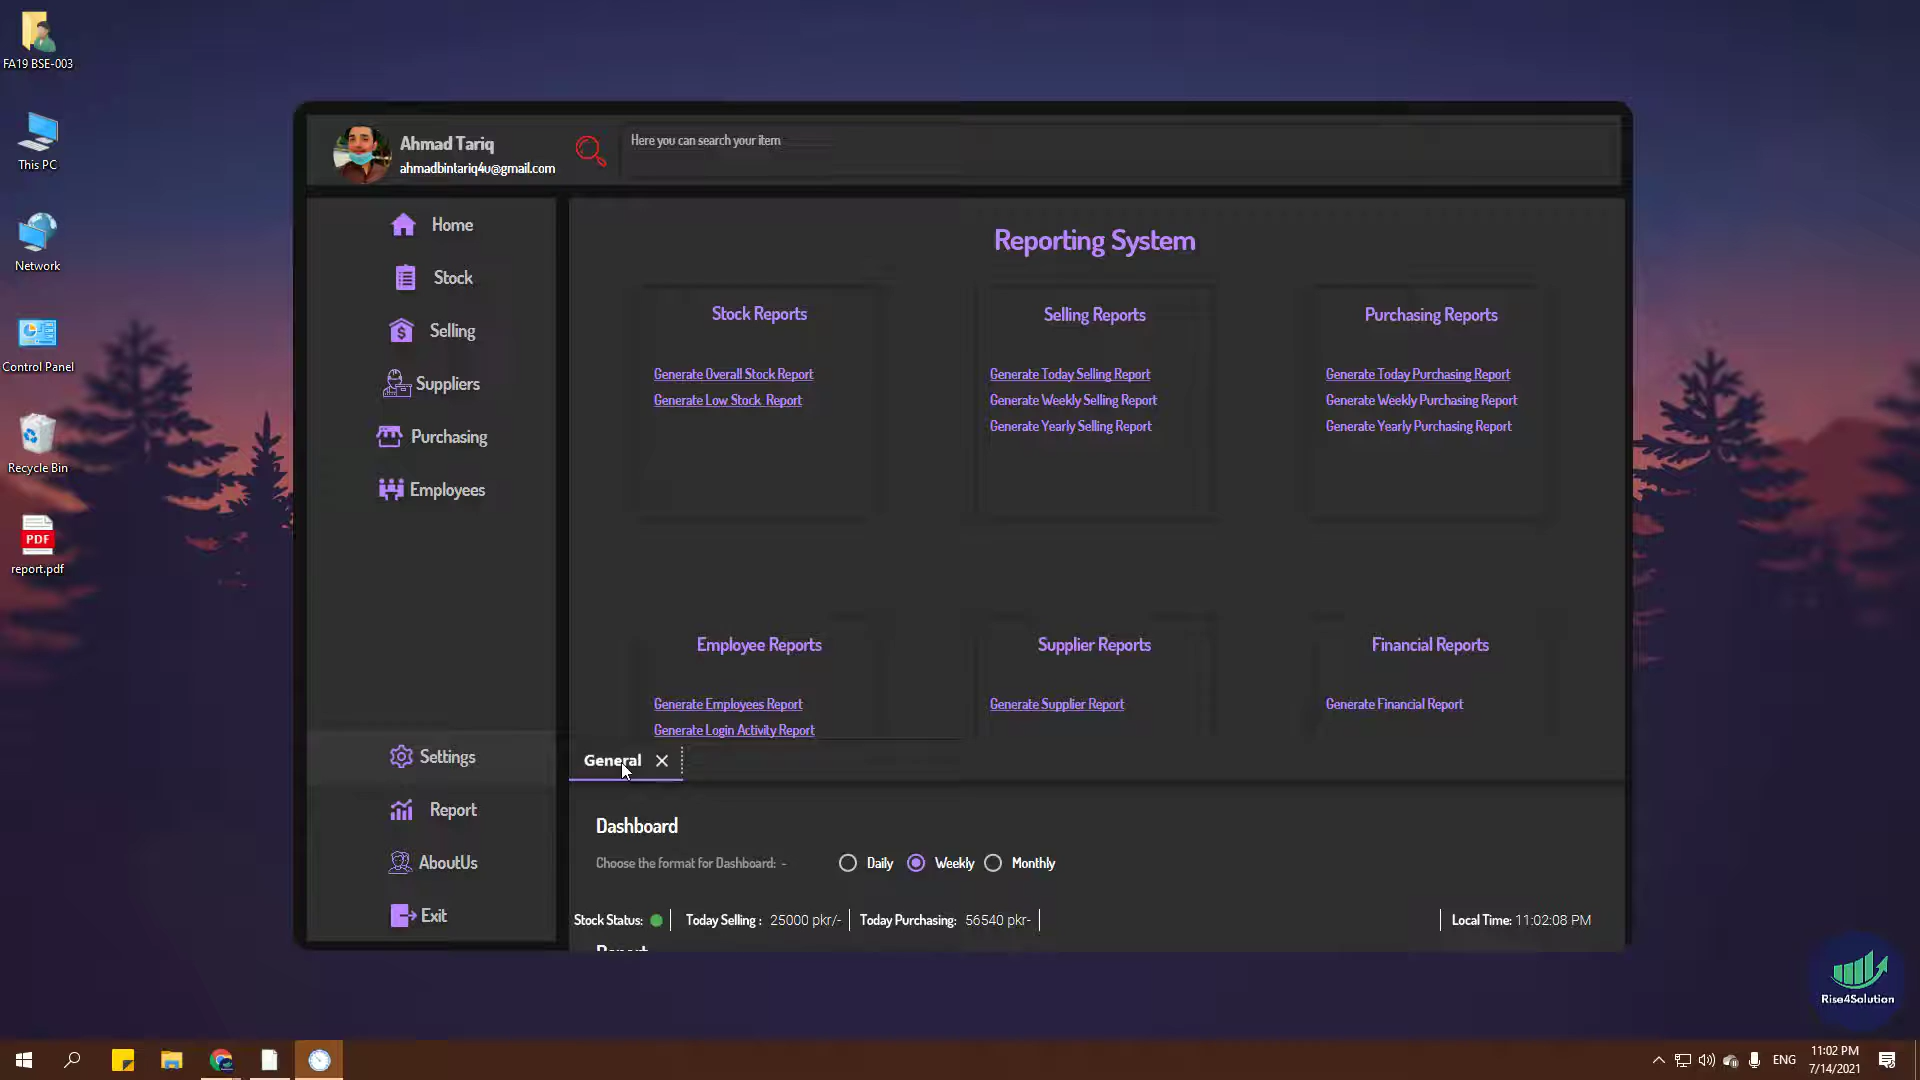 FA19 BSE-003
This PC
Network
Control Panel
Recycle Bin
PDF
report.pdf
Ahmad Tariq
ahmadbintariq4u@gmail.com
Here you can search your item
Home
Stock
Selling
Suppliers
Purchasing
Employees
Settings
Report
AboutUs
Exit
Reporting System
Stock Reports
Generate Overall Stock Report
Generate Low Stock Report
Selling Reports
Generate Today Selling Report
Generate Weekly Selling Report
Generate Yearly Selling Report
Purchasing Reports
Generate Today Purchasing Report
Generate Weekly Purchasing Report
Generate Yearly Purchasing Report
Employee Reports
Generate Employees Report
Generate Login Activity Report
Supplier Reports
Generate Supplier Report
Financial Reports
Generate Financial Report
General
Dashboard
Choose the format for Dashboard: - Daily Weekly Monthly
Stock Status: Today Selling : 25000 pkr/- Today Purchasing: 56540 pkr- Local Time: 11:02:08 PM
Rise4Solution
ENG
11:02 PM
7/14/2021